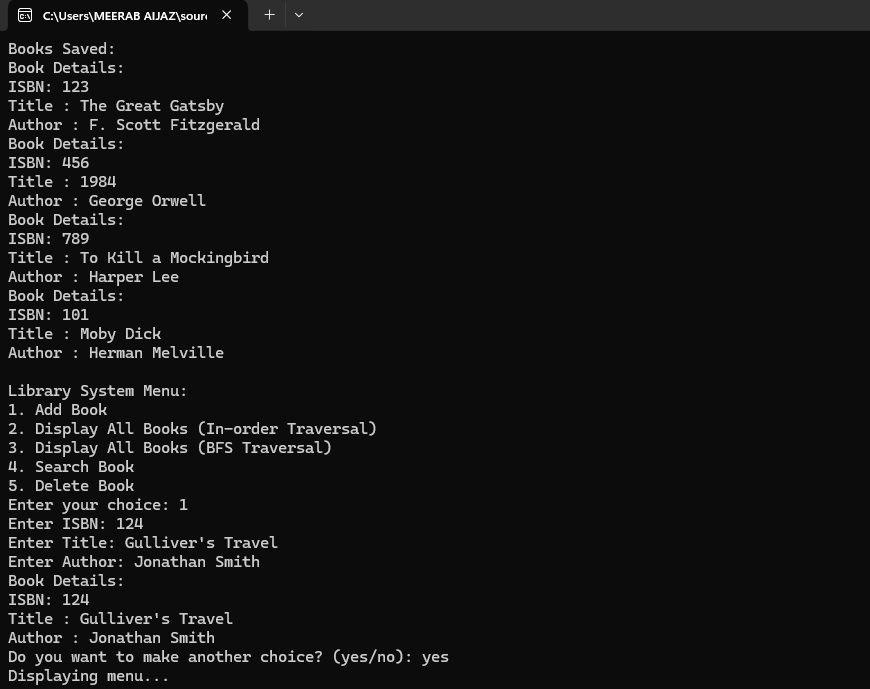 C:\Users\MEERAB AIJAZ\sour
Books Saved:
Book Details:
ISBN: 123
Title : The Great Gatsby
Author : F. Scott Fitzgerald
Book Details:
ISBN: 456
Title : 1984
Author : George Orwell
Book Details:
ISBN: 789
Title : To Kill a Mockingbird
Author : Harper Lee
Book Details:
ISBN: 101
Title : Moby Dick
Author : Herman Melville
Library System Menu:
1. Add Book
2. Display All Books (In-order Traversal)
3. Display All Books (BFS Traversal)
4. Search Book
5. Delete Book
Enter your choice: 1
Enter ISBN: 124
Enter Title: Gulliver's Travel
Enter Author: Jonathan Smith
Book Details:
ISBN: 124
Title : Gulliver's Travel
Author : Jonathan Smith
Do you want to make another choice? (yes/no): yes
Displaying menu...